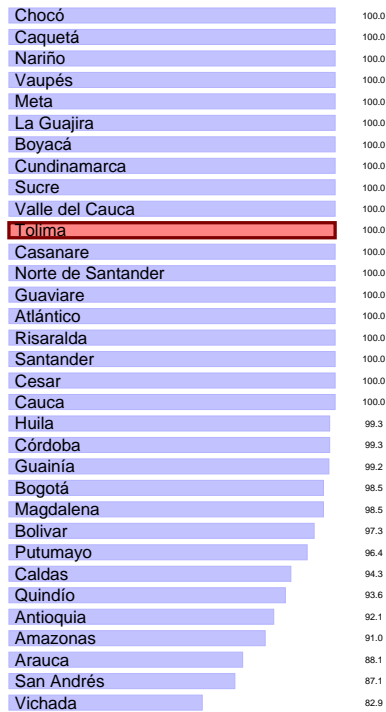 Chocó 100.0
Caquetá 100.0
Nariño 100.0
Vaupés 100.0
Meta 100.0
La Guajira 100.0
Boyacá 100.0
Cundinamarca 100.0
Sucre 100.0
Valle del Cauca 100.0
Tolima 100.0
Casanare 100.0
Norte de Santander 100.0
Guaviare 100.0
Atlántico 100.0
Risaralda 100.0
Santander 100.0
Cesar 100.0
Cauca 100.0
Huila 99.3
Córdoba 99.3
Guainía 99.2
Bogotá 98.5
Magdalena 98.5
Bolivar 97.3
Putumayo 96.4
Caldas 94.3
Quindío 93.6
Antioquia 92.1
Amazonas 91.0
Arauca 88.1
San Andrés 87.1
Vichada 82.9